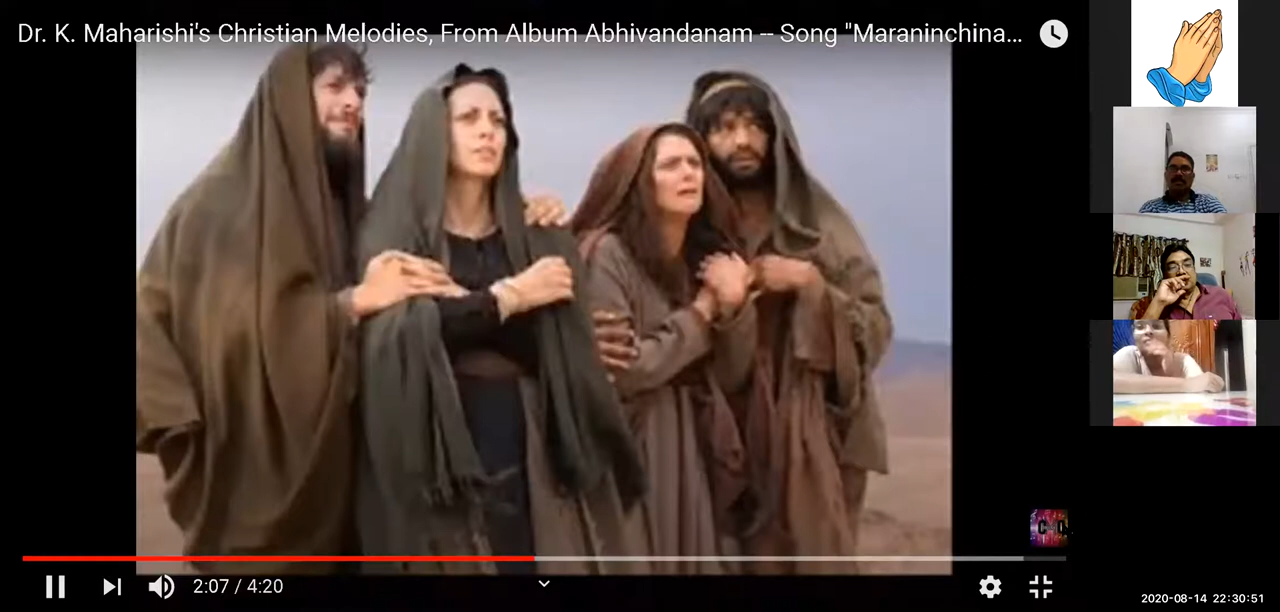 Dr. K. Maharishi's Christian Melodies, From Album Abhivandanam -- Song "Maraninchina...
2:07 / 4:20
2020-08-14 22:30:51